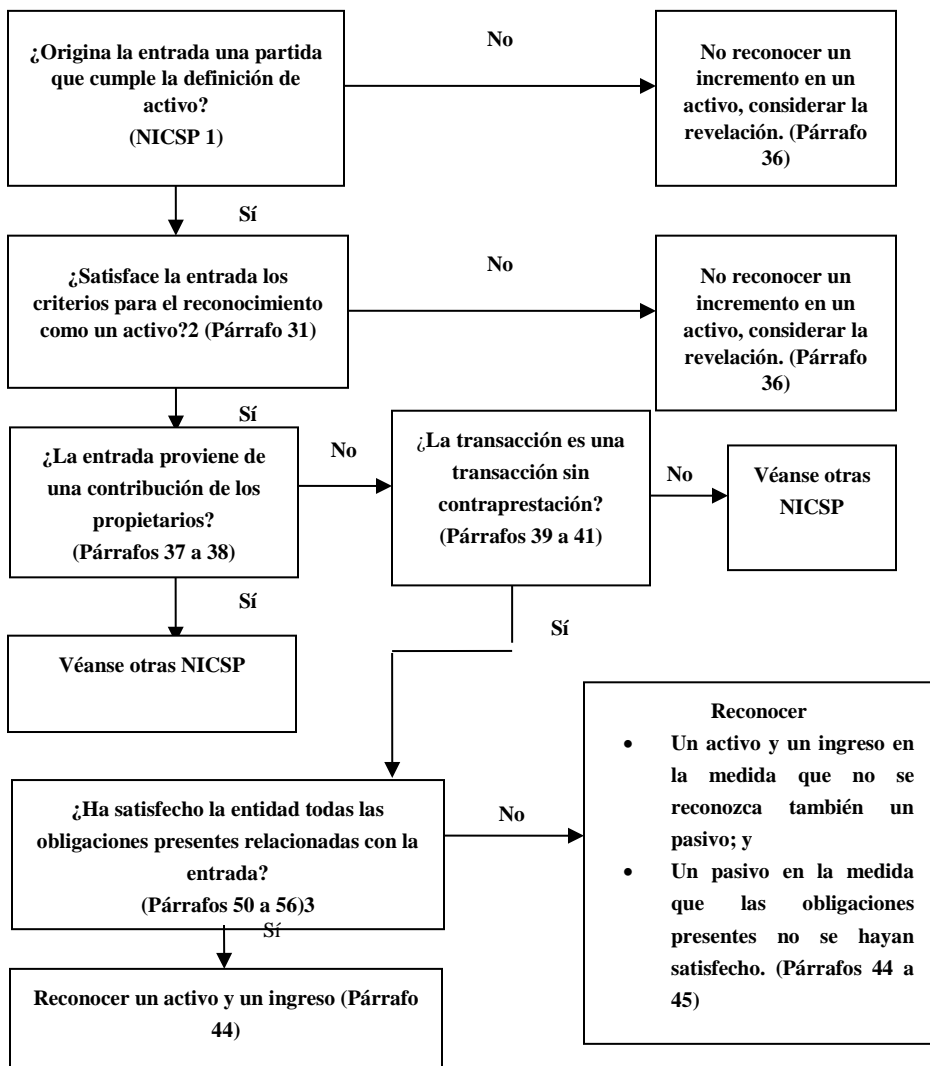 ¿Origina la entrada una partida
que cumple la definición de
activo?
(NICSP 1)
No
No reconocer un
incremento en un
activo, considerar la
revelación. (Párrafo
36)
Sí
¿Satisface la entrada los
criterios para el reconocimiento
como un activo?2 (Párrafo 31)
No
No reconocer un
incremento en un
activo, considerar la
revelación. (Párrafo
36)
Sí
¿La entrada proviene de
una contribución de los
propietarios?
(Párrafos 37 a 38)
No
¿La transacción es una
transacción sin
contraprestación?
(Párrafos 39 a 41)
No
Véanse otras
NICSP
Sí
Véanse otras NICSP
Sí
¿Ha satisfecho la entidad todas las
obligaciones presentes relacionadas con la
entrada?
(Párrafos 50 a 56)3
No
Reconocer
• Un activo y un ingreso en
la medida que no se
reconozca también un
pasivo; y
• Un pasivo en la medida
que las obligaciones
presentes no se hayan
satisfecho. (Párrafos 44 a
45)
Sí
Reconocer un activo y un ingreso (Párrafo
44)